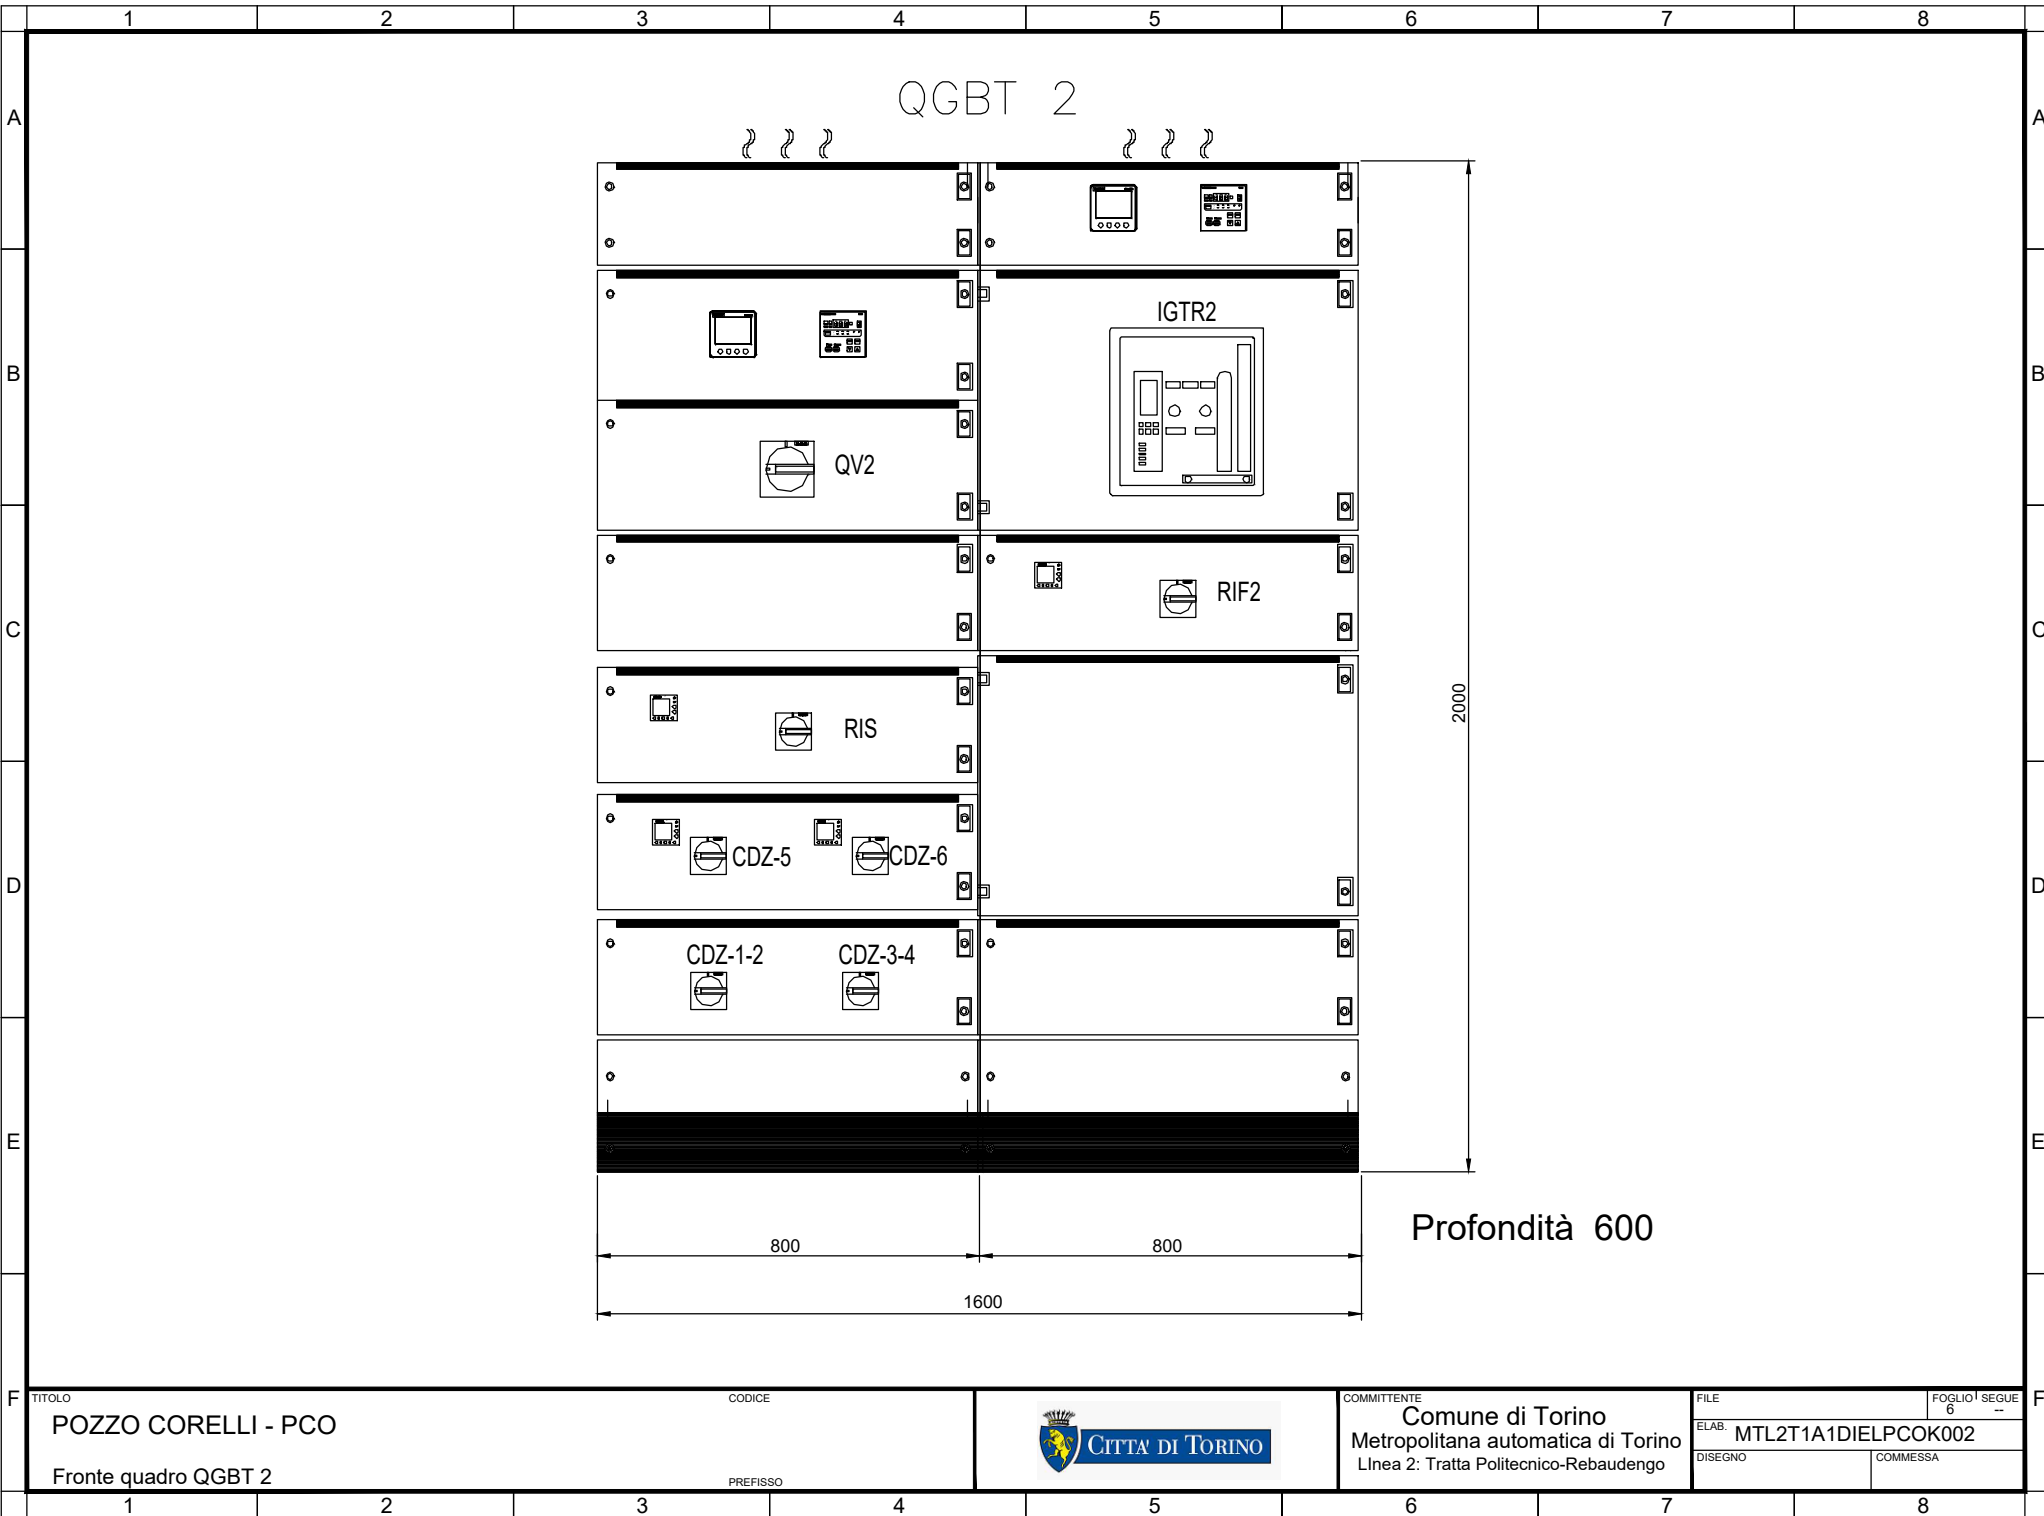 1 2 3 4 5 6 7 8
A A
QGBT 2
IGTR2
B B
QV2
RIF2
C C
2000
RIS
CDZ-5 CDZ-6
D D
CDZ-1-2 CDZ-3-4
E E
Profondità 600
800 800
1600
F F
TITOLO
POZZO CORELLI - PCO
Fronte quadro QGBT 2
CODICE
PREFISSO
CITTA' DI TORINO
COMMITTENTE
Comune di Torino
Metropolitana automatica di Torino
LInea 2: Tratta Politecnico-Rebaudengo
FILE
FOGLIO SEGUE
6 --
ELAB. MTL2T1A1DIELPCOK002
DISEGNO COMMESSA
1 2 3 4 5 6 7 8